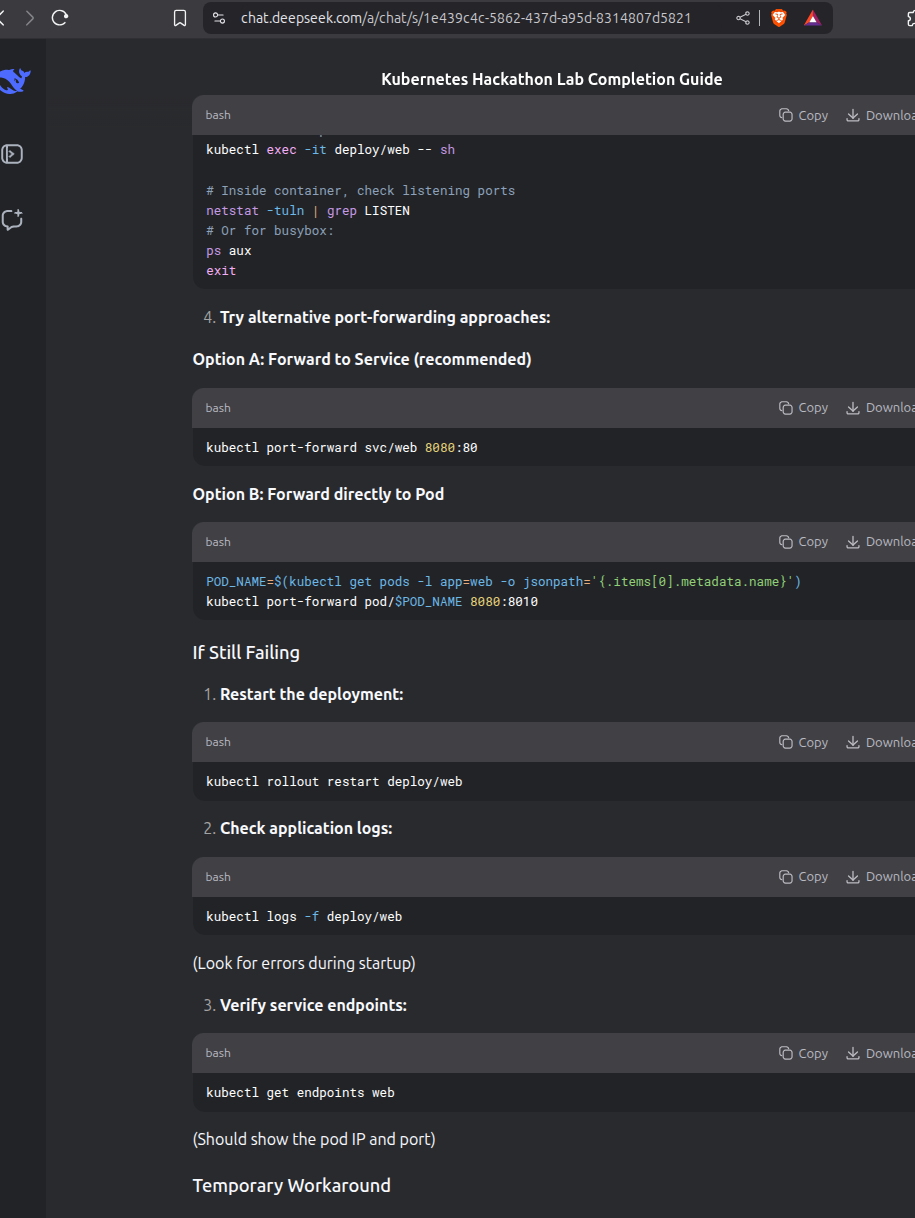 chat.deepseek.com/a/chat/s/1e439c4c-5862-437d-a95d-8314807d5821
Kubernetes Hackathon Lab Completion Guide
bash Copy Downloa
kubectl exec -it deploy/web -- sh
# Inside container, check listening ports
netstat -tuln | grep LISTEN
# Or for busybox:
ps aux
exit
4. Try alternative port-forwarding approaches:
Option A: Forward to Service (recommended)
bash Copy Downloa
kubectl port-forward svc/web 8080:80
Option B: Forward directly to Pod
bash Copy Downloa
POD_NAME=$(kubectl get pods -l app=web -o jsonpath='{.items[0].metadata.name}')
kubectl port-forward pod/$POD_NAME 8080:8010
If Still Failing
1. Restart the deployment:
bash Copy Downloa
kubectl rollout restart deploy/web
2. Check application logs:
bash Copy Downloa
kubectl logs -f deploy/web
(Look for errors during startup)
3. Verify service endpoints:
bash Copy Downloa
kubectl get endpoints web
(Should show the pod IP and port)
Temporary Workaround